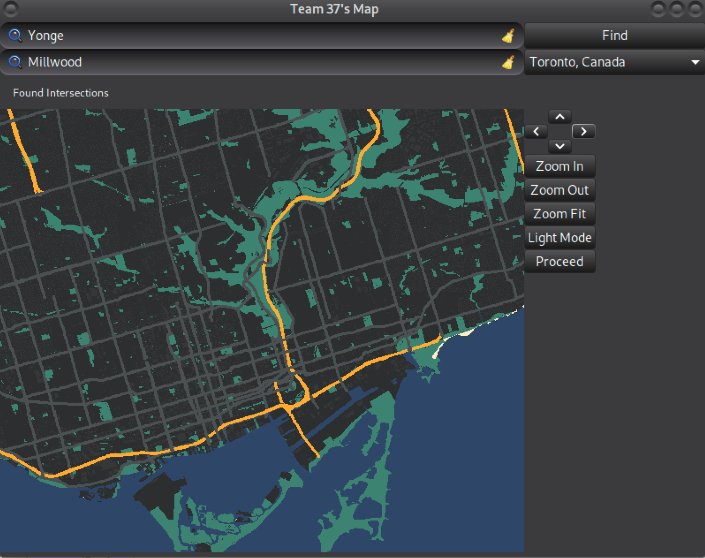 Team 37's Map
Yonge
Find
Millwood
Toronto, Canada
Found Intersections
Zoom In
Zoom Out
Zoom Fit
Light Mode
Proceed